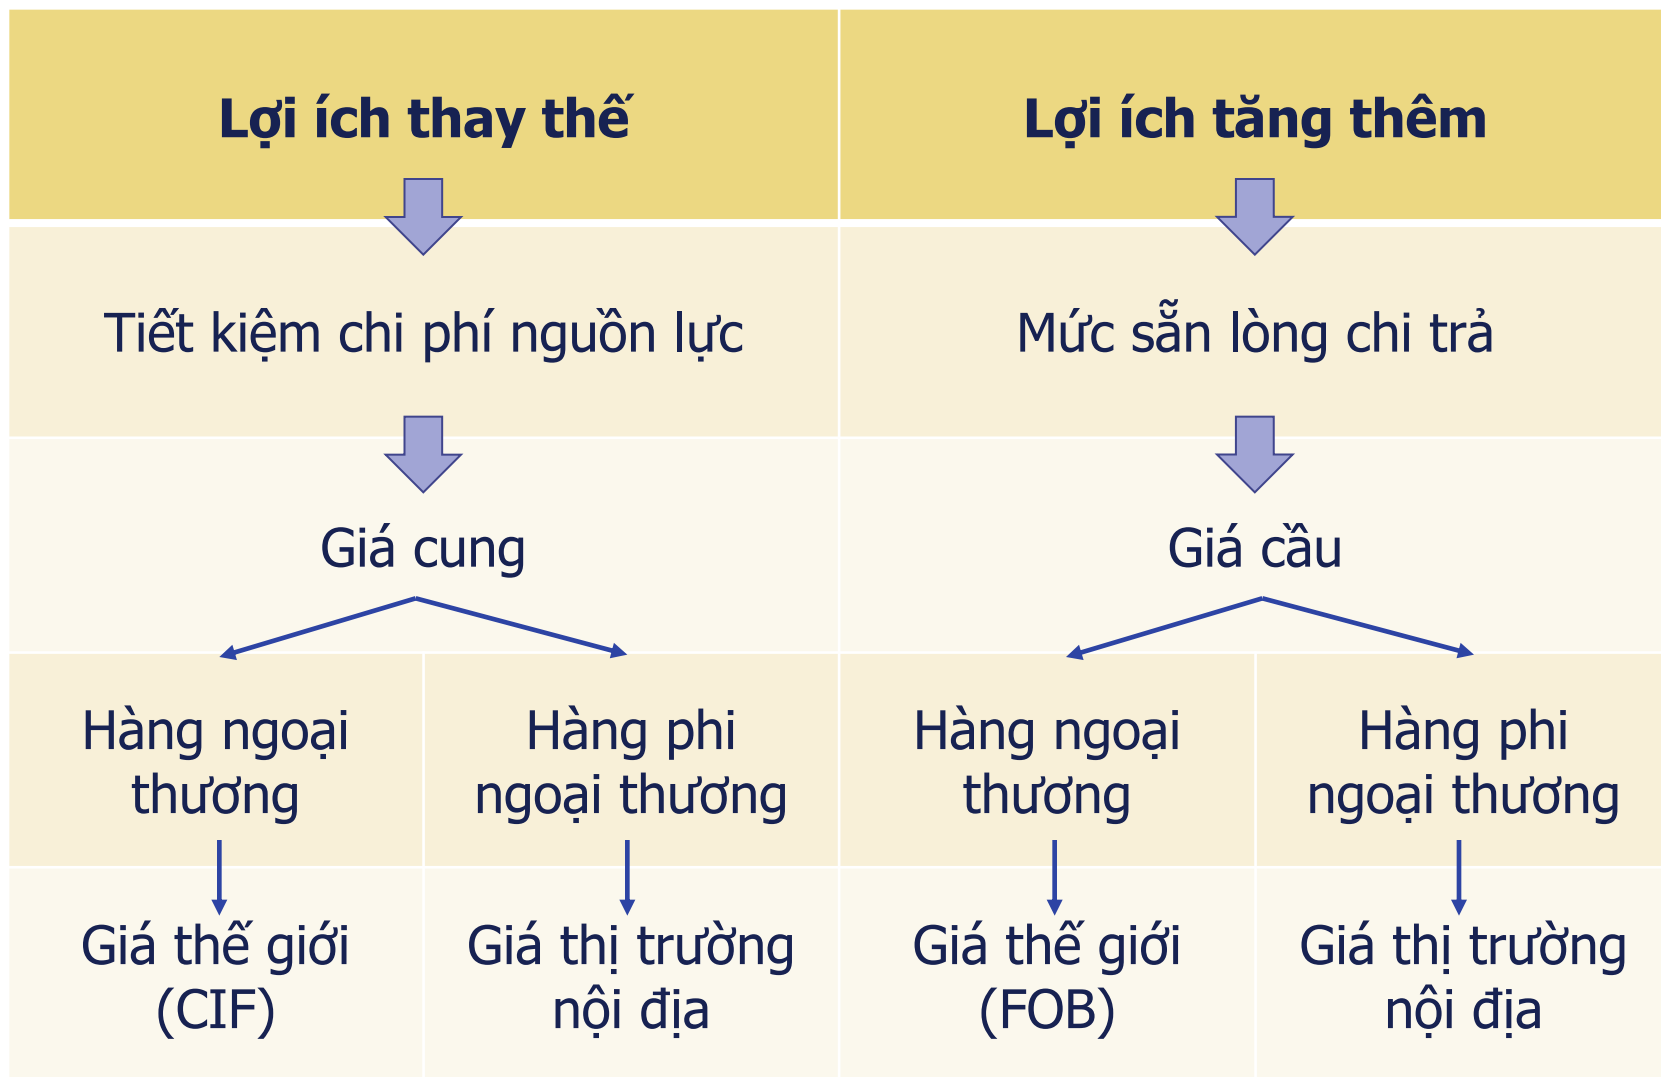 Lợi ích thay thế
Lợi ích tăng thêm
Tiết kiệm chi phí nguồn lực
Mức sẵn lòng chi trả
Giá cung
Giá cầu
Hàng ngoại
thương
Hàng phi
ngoại thương
Hàng ngoại
thương
Hàng phi
ngoại thương
Giá thế giới
(CIF)
Giá thị trường
nội địa
Giá thế giới
(FOB)
Giá thị trường
nội địa